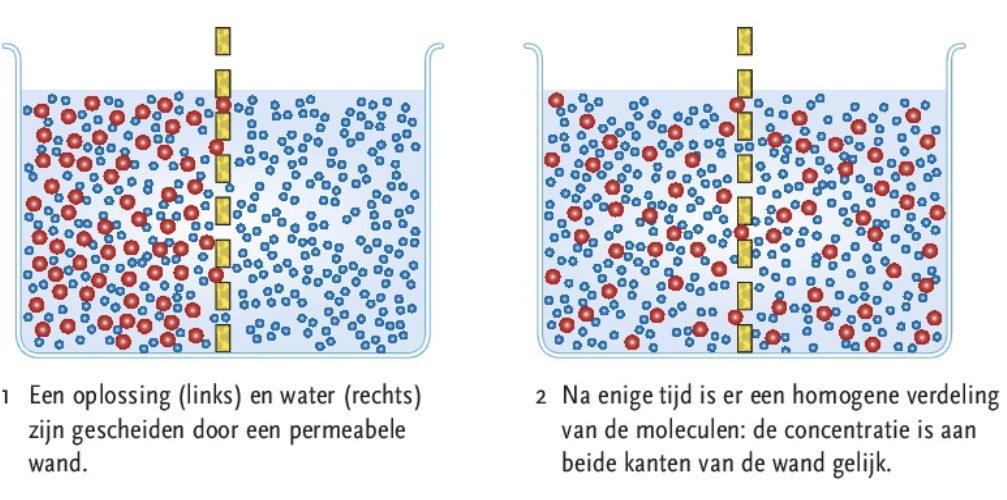 1 Een oplossing (links) en water (rechts)
zijn gescheiden door een permeabele
wand.
2 Na enige tijd is er een homogene verdeling
van de moleculen: de concentratie is aan
beide kanten van de wand gelijk.